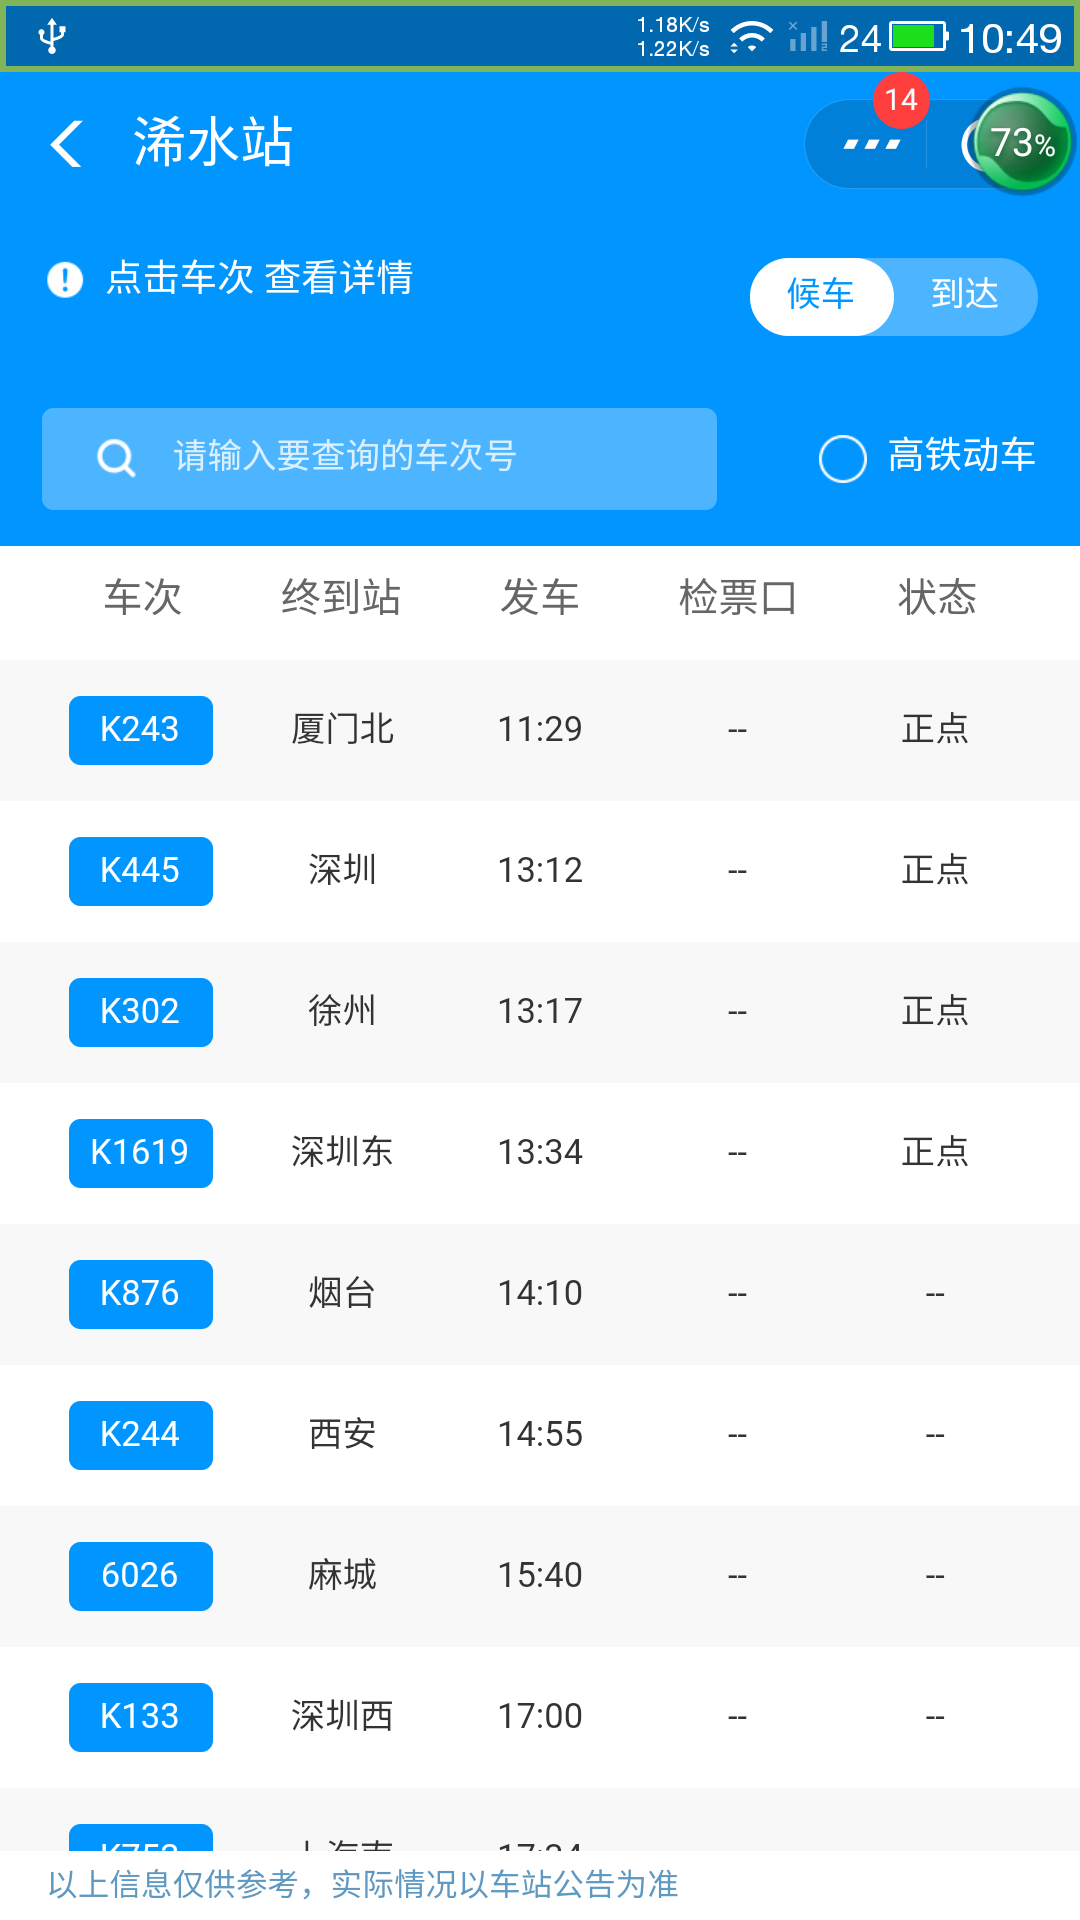 1.18K/s
1.22K/s
24
10:49
浠水站
14
73%
点击车次 查看详情
候车 到达
请输入要查询的车次号
高铁动车
车次 终到站 发车 检票口 状态
K243 厦门北 11:29 -- 正点
K445 深圳 13:12 -- 正点
K302 徐州 13:17 -- 正点
K1619 深圳东 13:34 -- 正点
K876 烟台 14:10 -- --
K244 西安 14:55 -- --
6026 麻城 15:40 -- --
K133 深圳西 17:00 -- --
以上信息仅供参考，实际情况以车站公告为准